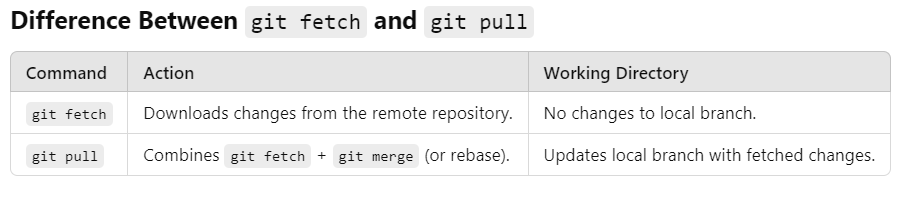 Difference Between git fetch and git pull
Command Action Working Directory
git fetch Downloads changes from the remote repository. No changes to local branch.
git pull Combines git fetch + git merge (or rebase). Updates local branch with fetched changes.